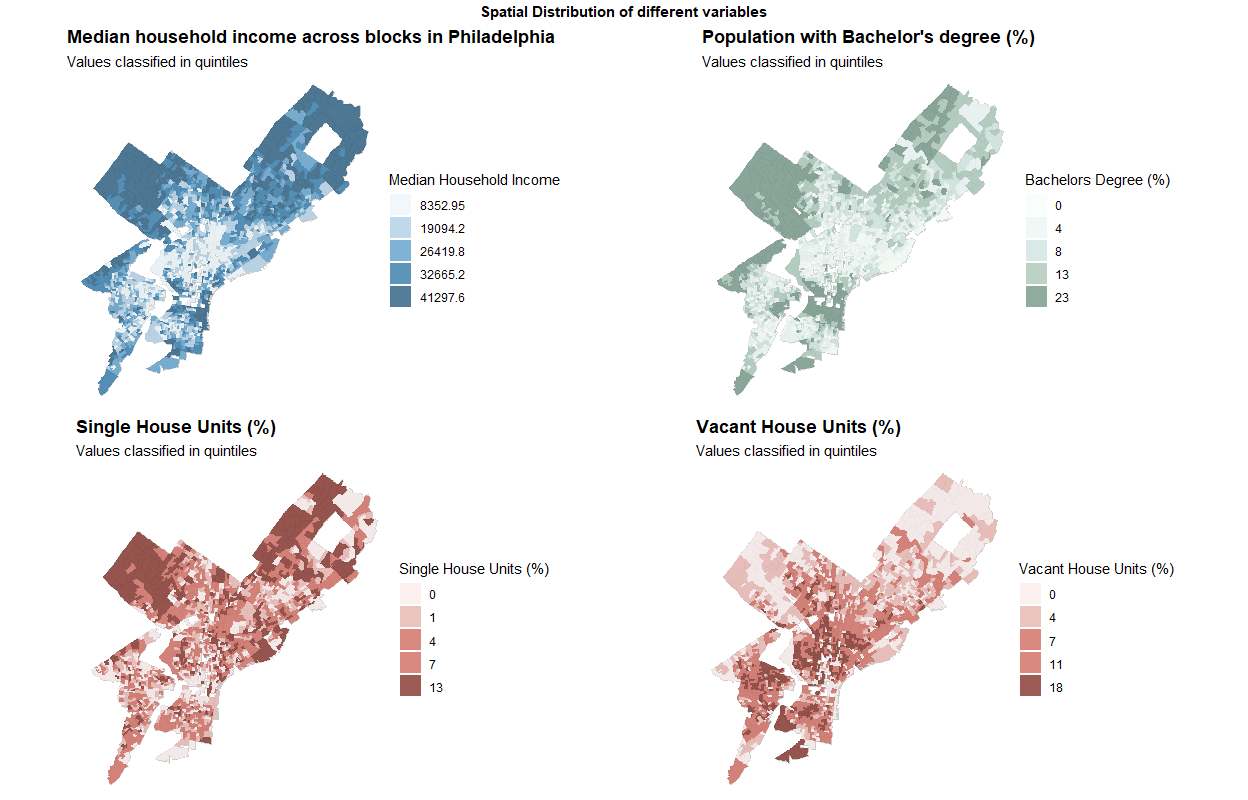 Spatial Distribution of different variables
Median household income across blocks in Philadelphia
Values classified in quintiles
Median Household Income
8352.95
19094.2
26419.8
32665.2
41297.6
Population with Bachelor's degree (%)
Values classified in quintiles
Bachelors Degree (%)
0
4
8
13
23
Single House Units (%)
Values classified in quintiles
Single House Units (%)
0
1
4
7
13
Vacant House Units (%)
Values classified in quintiles
Vacant House Units (%)
0
4
7
11
18